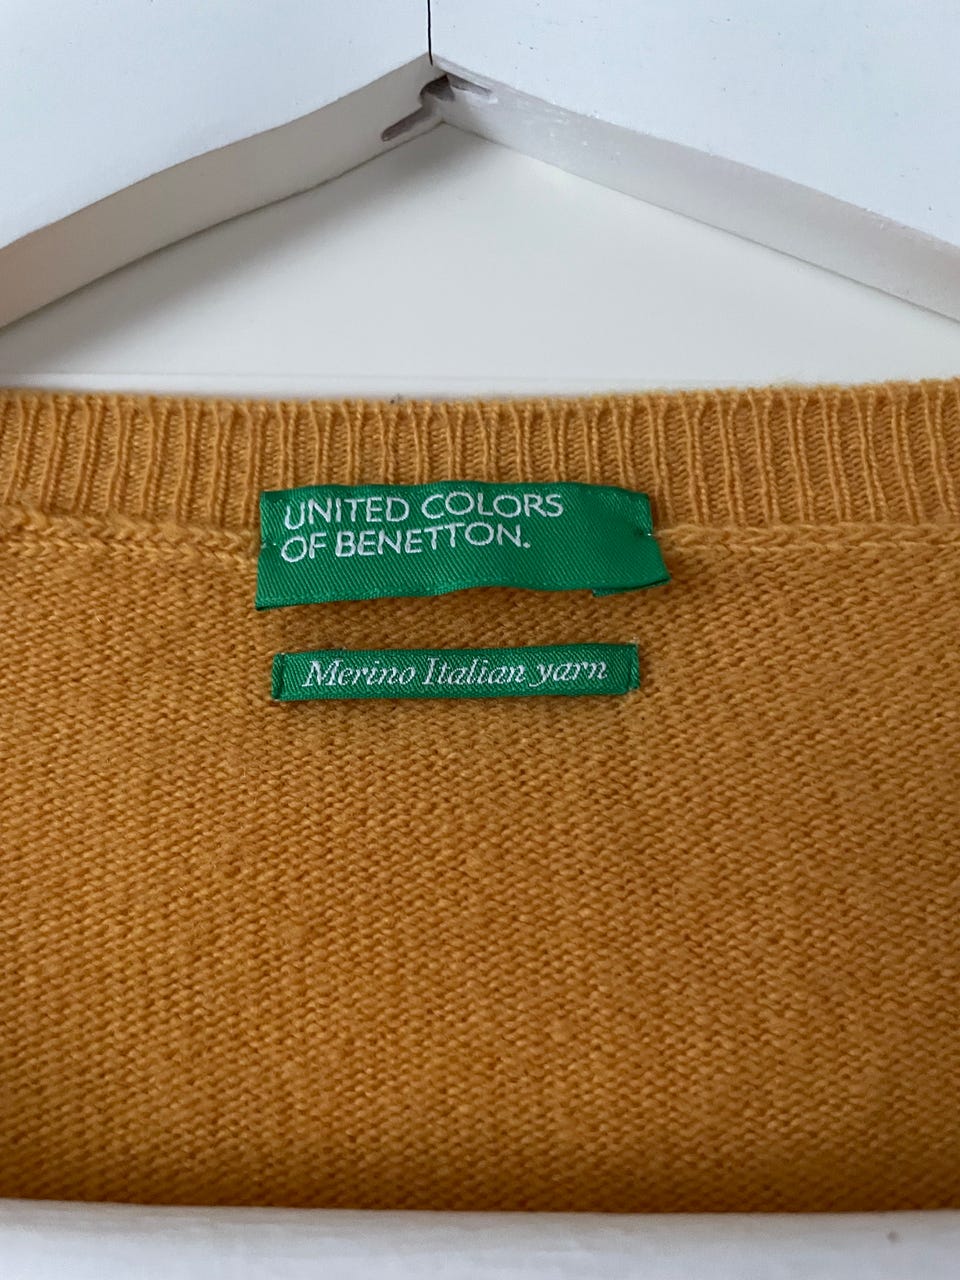 UNITED COLORS
OF BENETTON.
Merino Italian yarn